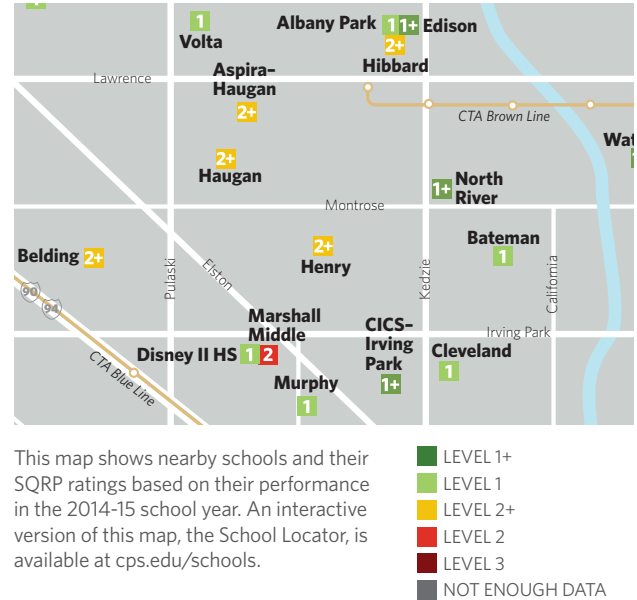 Albany Park 1 1+ Edison
1
Volta
2+
Hibbard
Lawrence
Aspira–
Haugan
2+
CTA Brown Line
2+
Haugan
1+ North
River
Montrose
Belding 2+
2+
Henry
Bateman
1
Pulaski
Elston
Kedzie
California
90
94
CTA Blue Line
Marshall
Middle
Disney II HS 1 2
Murphy
1
CICS–
Irving
Park
1+
Irving Park
Cleveland
1
This map shows nearby schools and their
SQRP ratings based on their performance
in the 2014-15 school year. An interactive
version of this map, the School Locator, is
available at cps.edu/schools.
LEVEL 1+
LEVEL 1
LEVEL 2+
LEVEL 2
LEVEL 3
NOT ENOUGH DATA